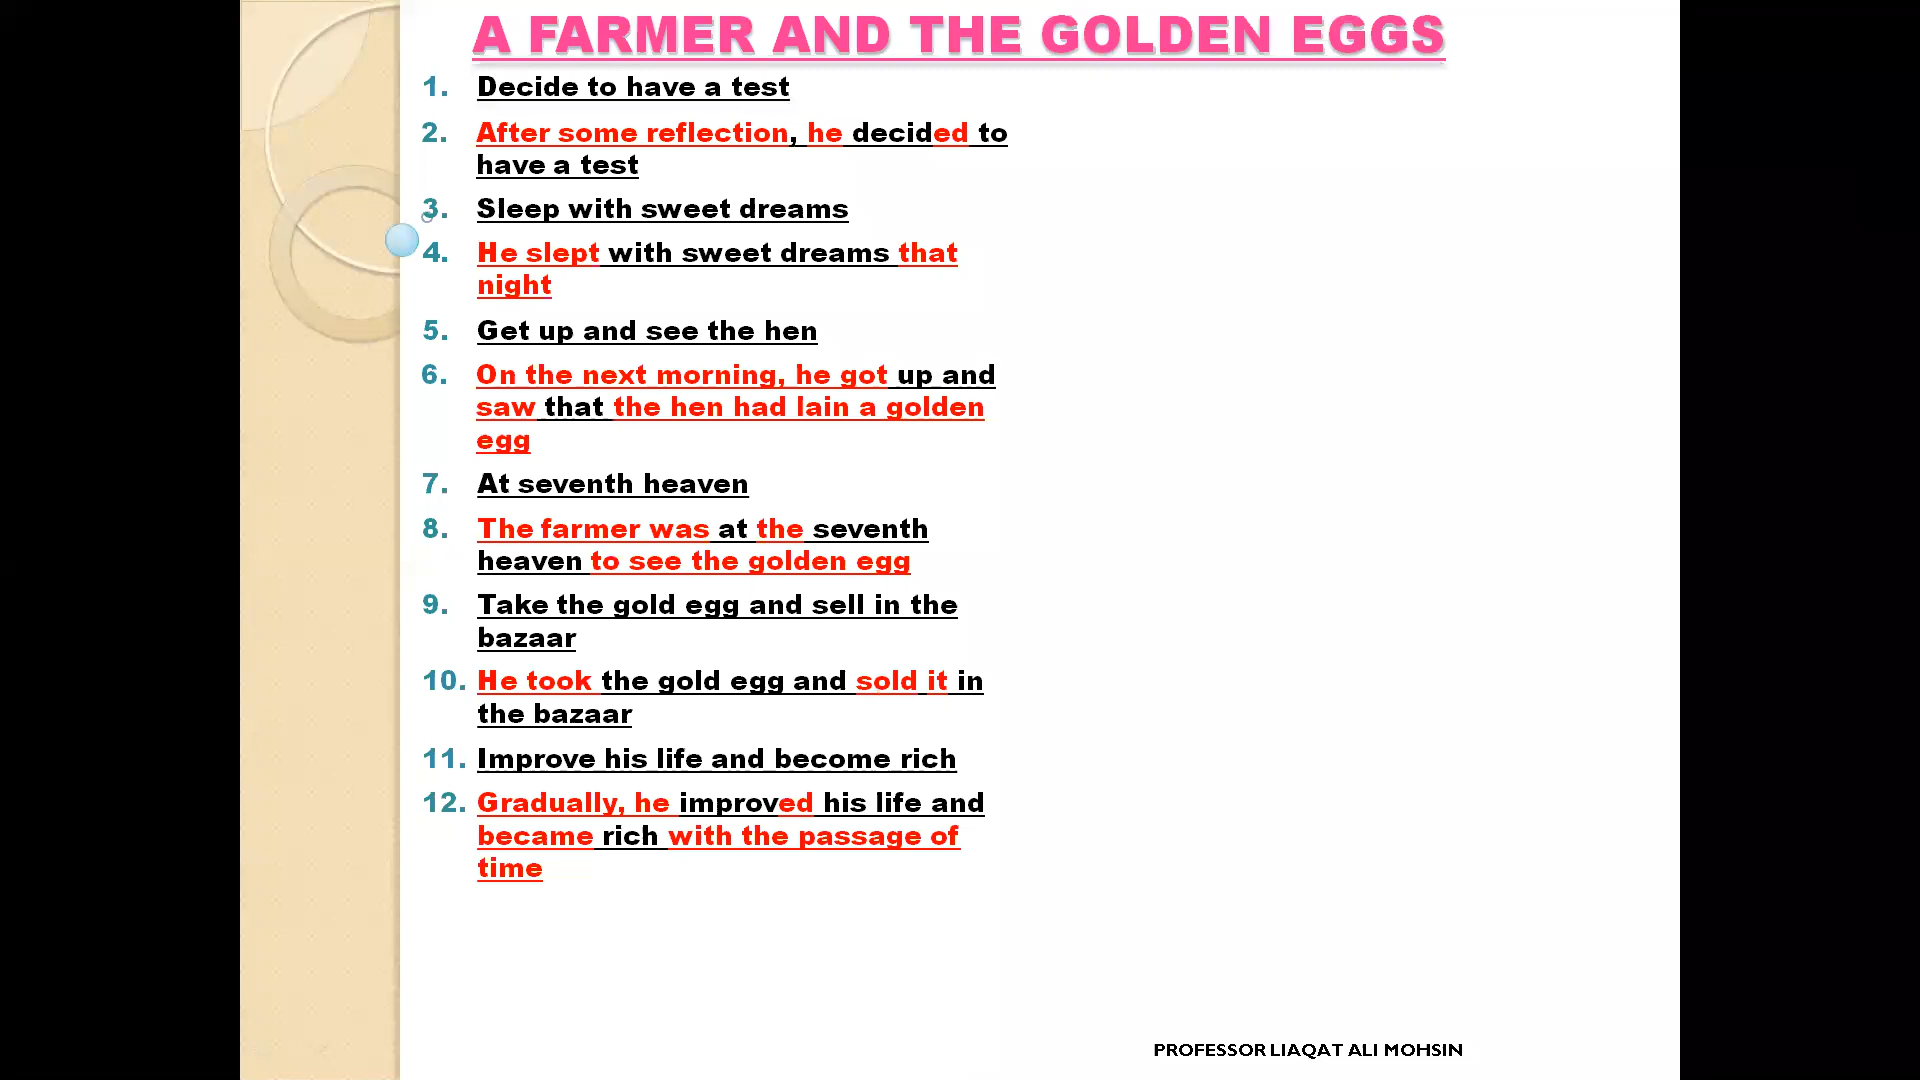 A FARMER AND THE GOLDEN EGGS
1. Decide to have a test
2. After some reflection, he decided to
have a test
3. Sleep with sweet dreams
4. He slept with sweet dreams that
night
5. Get up and see the hen
6. On the next morning, he got up and
saw that the hen had lain a golden
egg
7. At seventh heaven
8. The farmer was at the seventh
heaven to see the golden egg
9. Take the gold egg and sell in the
bazaar
10. He took the gold egg and sold it in
the bazaar
11. Improve his life and become rich
12. Gradually, he improved his life and
became rich with the passage of
time
PROFESSOR LIAQAT ALI MOHSIN